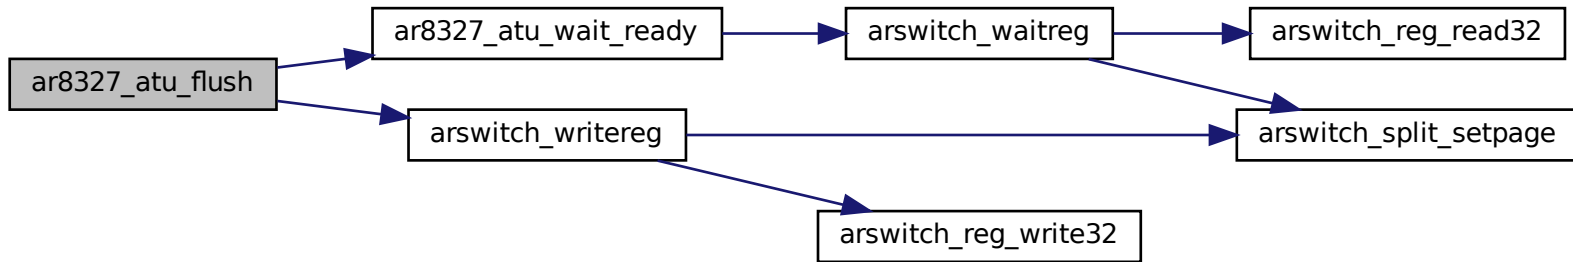 ar8327_atu_flush
ar8327_atu_wait_ready
arswitch_waitreg
arswitch_reg_read32
arswitch_writereg
arswitch_split_setpage
arswitch_reg_write32